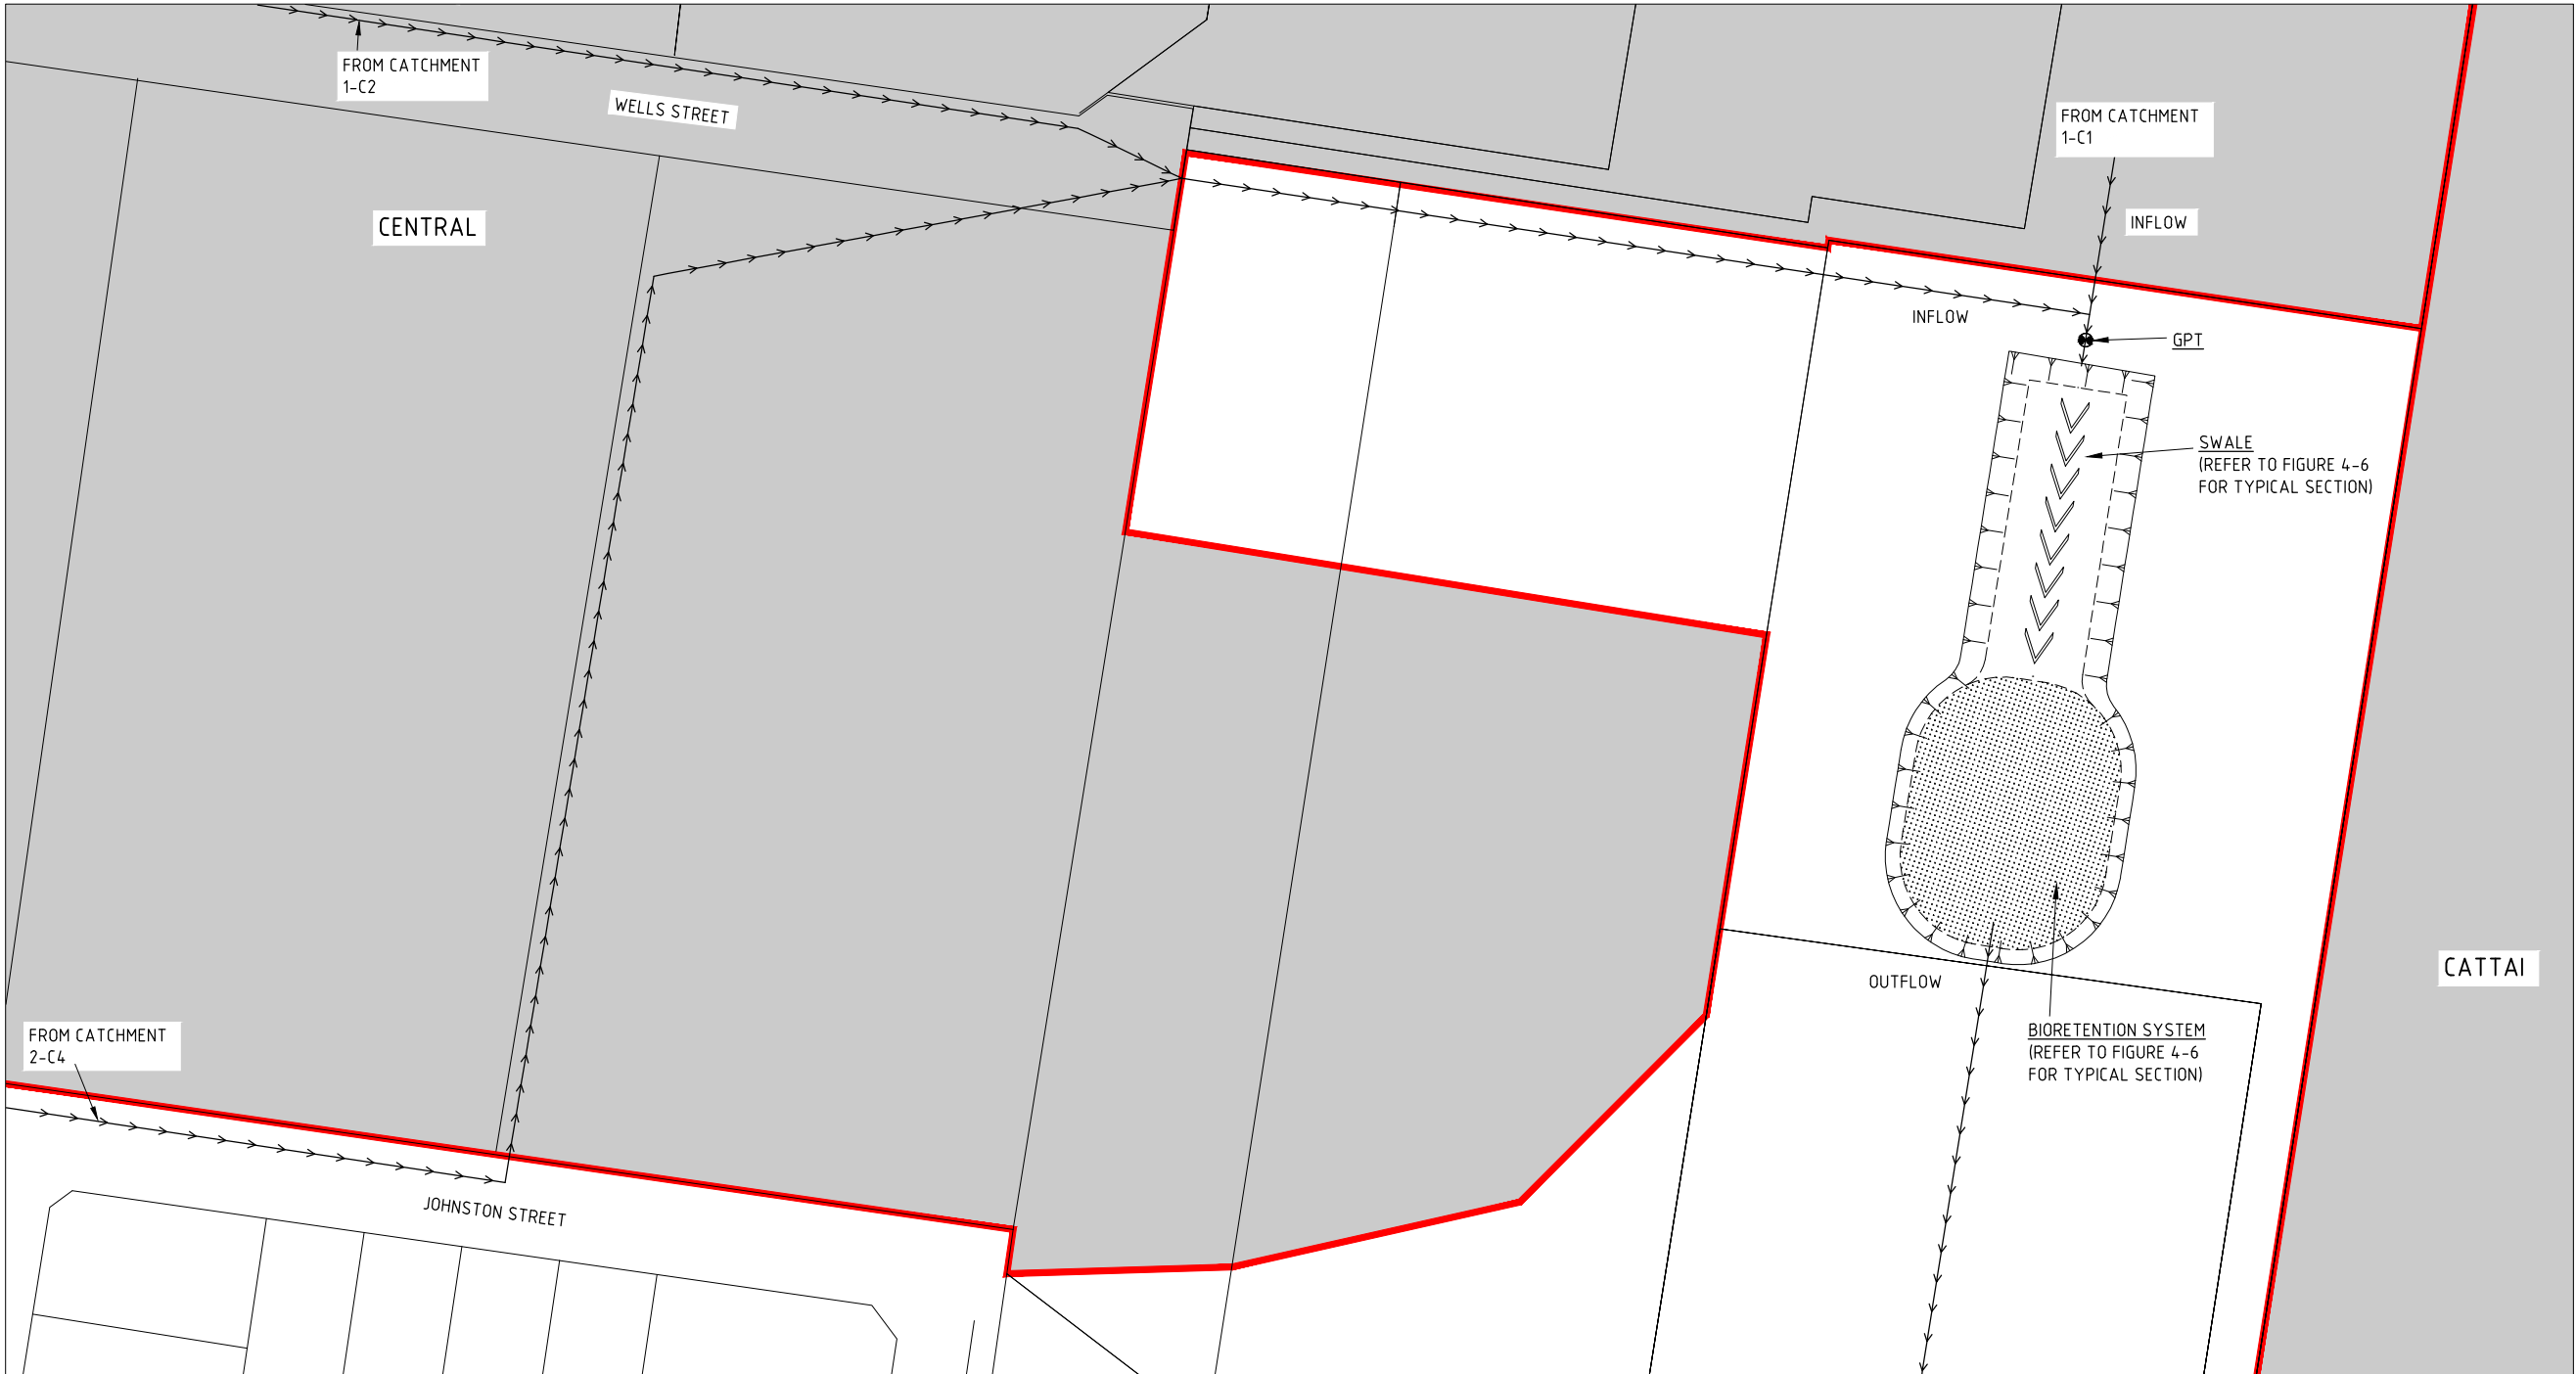 FROM CATCHMENT
1-C2
WELLS STREET
FROM CATCHMENT
1-C1
INFLOW
CENTRAL
INFLOW
GPT
SWALE
(REFER TO FIGURE 4-6
FOR TYPICAL SECTION)
CATTAI
OUTFLOW
BIORETENTION SYSTEM
(REFER TO FIGURE 4-6
FOR TYPICAL SECTION)
FROM CATCHMENT
2-C4
JOHNSTON STREET